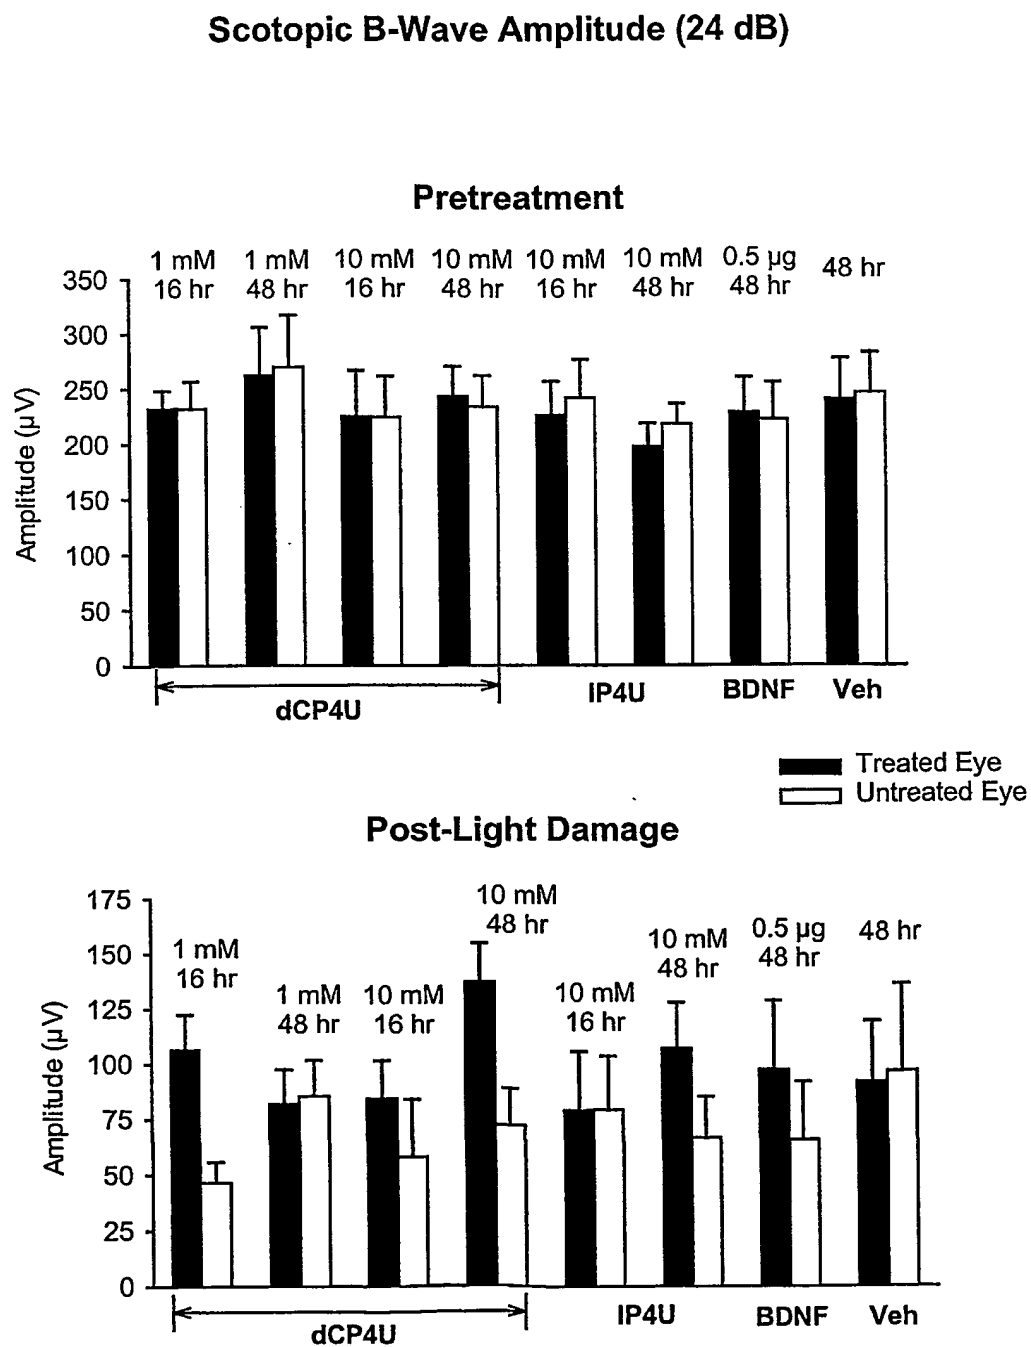 Scotopic B-Wave Amplitude (24 dB)
Pretreatment
1 mM 1 mM 10 mM 10 mM 10 mM 10 mM 0.5 µg 48 hr
16 hr 48 hr 16 hr 48 hr 16 hr 48 hr 48 hr
350
300
250
200
150
100
50
0
Amplitude (µV)
dCP4U IP4U BDNF Veh
Treated Eye
Untreated Eye
Post-Light Damage
1 mM
16 hr
1 mM
48 hr
10 mM
16 hr
10 mM
48 hr
10 mM
16 hr
10 mM
48 hr
0.5 µg
48 hr
48 hr
175
150
125
100
75
50
25
0
Amplitude (µV)
dCP4U IP4U BDNF Veh